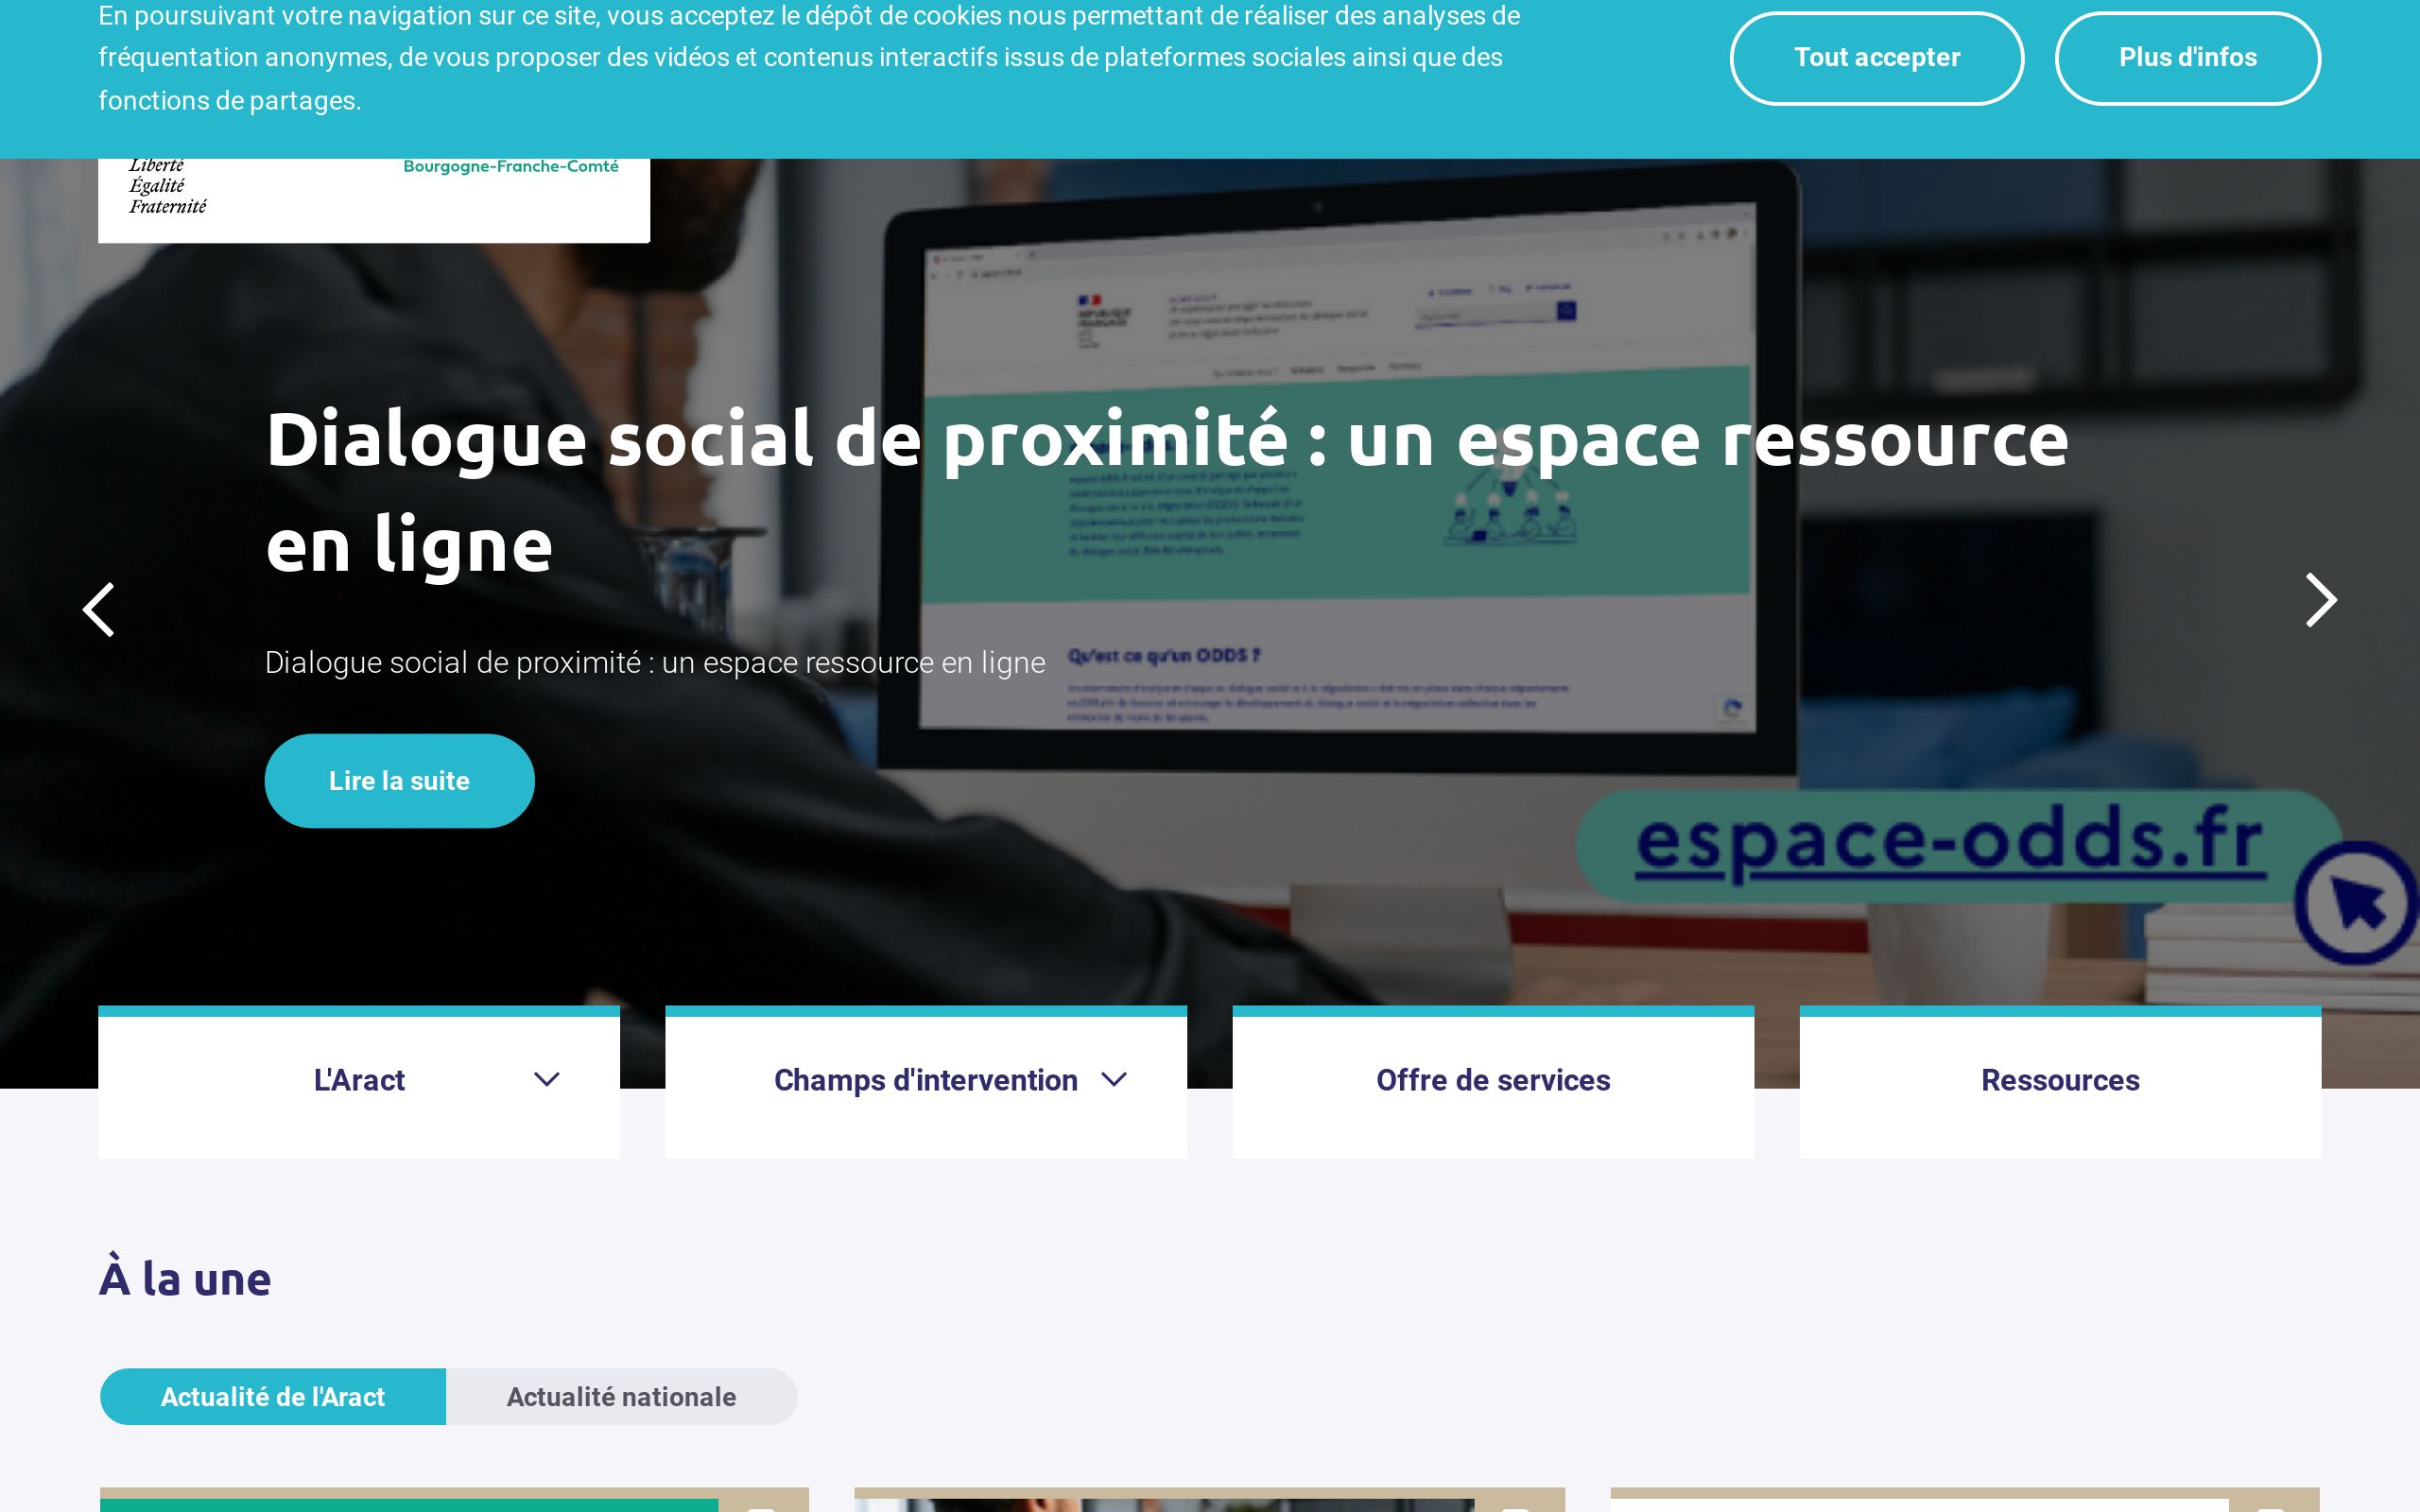 En poursuivant votre navigation sur ce site, vous acceptez le dépôt de cookies nous permettant de réaliser des analyses de
fréquentation anonymes, de vous proposer des vidéos et contenus interactifs issus de plateformes sociales ainsi que des
fonctions de partages.
Tout accepter
Plus d'infos
Liberté
Égalité
Fraternité
Bourgogne-Franche-Comté
Dialogue social de proximité : un espace ressource
en ligne
Dialogue social de proximité : un espace ressource en ligne
Lire la suite
Qu'est ce qu'un ODDS ?
espace-odds.fr
L'Aract
Champs d'intervention
Offre de services
Ressources
À la une
Actualité de l'Aract
Actualité nationale